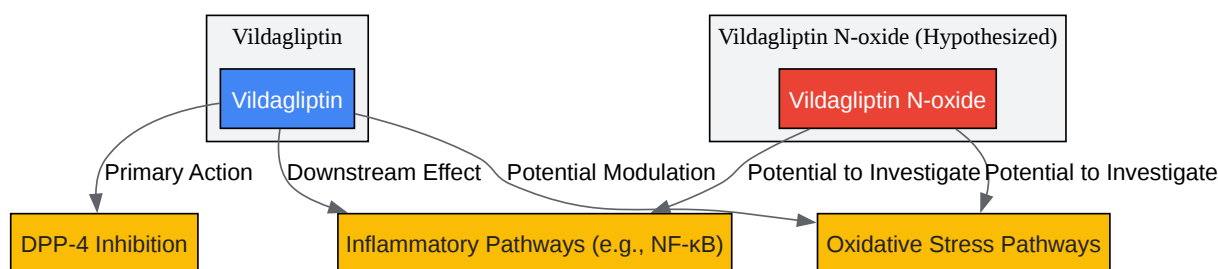 Vildagliptin
Vildagliptin N-oxide (Hypothesized)
Vildagliptin
Vildagliptin N-oxide
Primary Action
Downstream Effect
Potential Modulation
Potential to Investigate
Potential to Investigate
DPP-4 Inhibition
Inflammatory Pathways (e.g., NF-κB)
Oxidative Stress Pathways